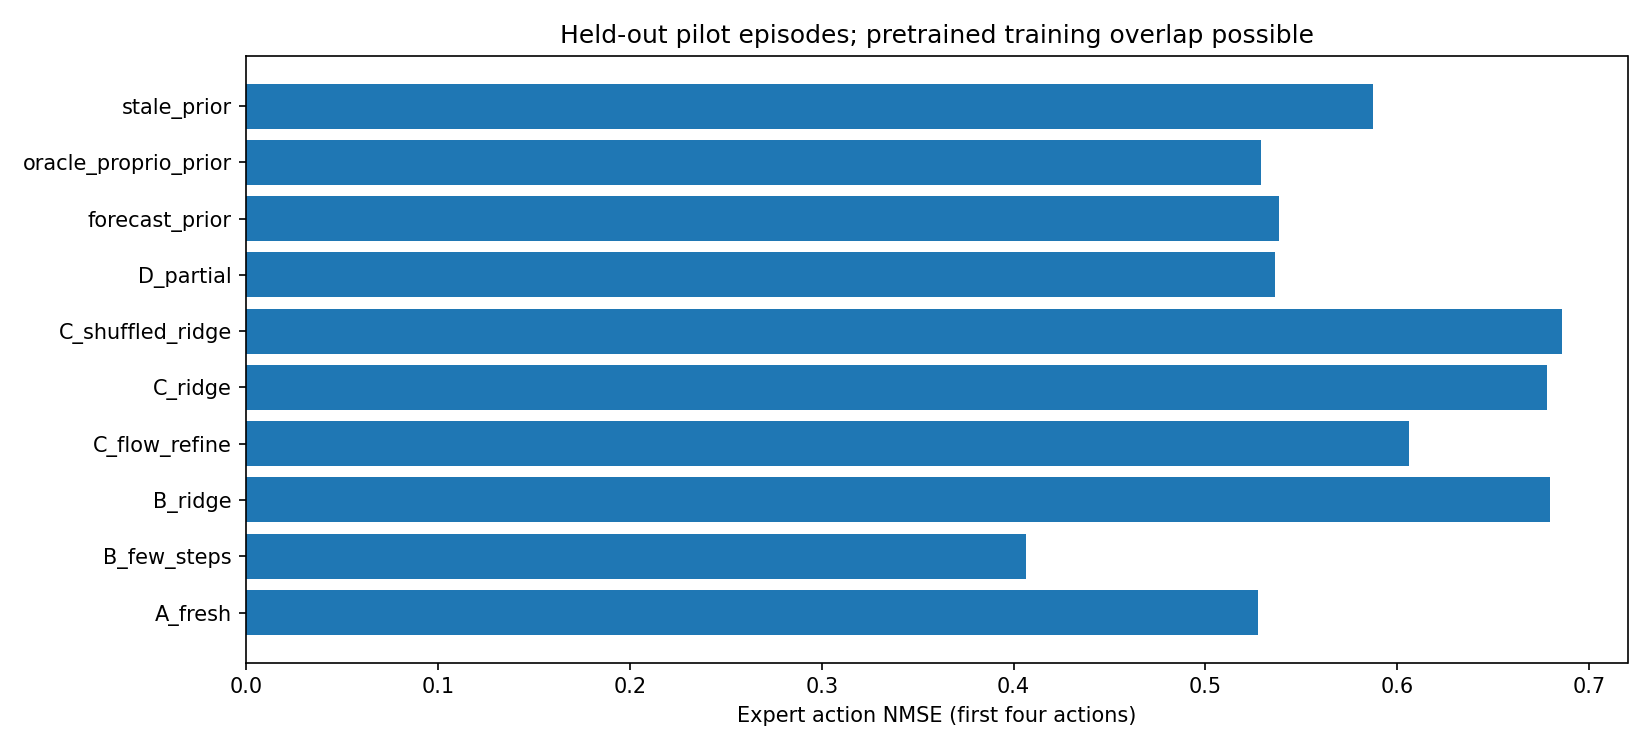 Held-out pilot episodes; pretrained training overlap possible
stale_prior
oracle_proprio_prior
forecast_prior
D_partial
C_shuffled_ridge
C_ridge
C_flow_refine
B_ridge
B_few_steps
A_fresh
0.0 0.1 0.2 0.3 0.4 0.5 0.6 0.7
Expert action NMSE (first four actions)